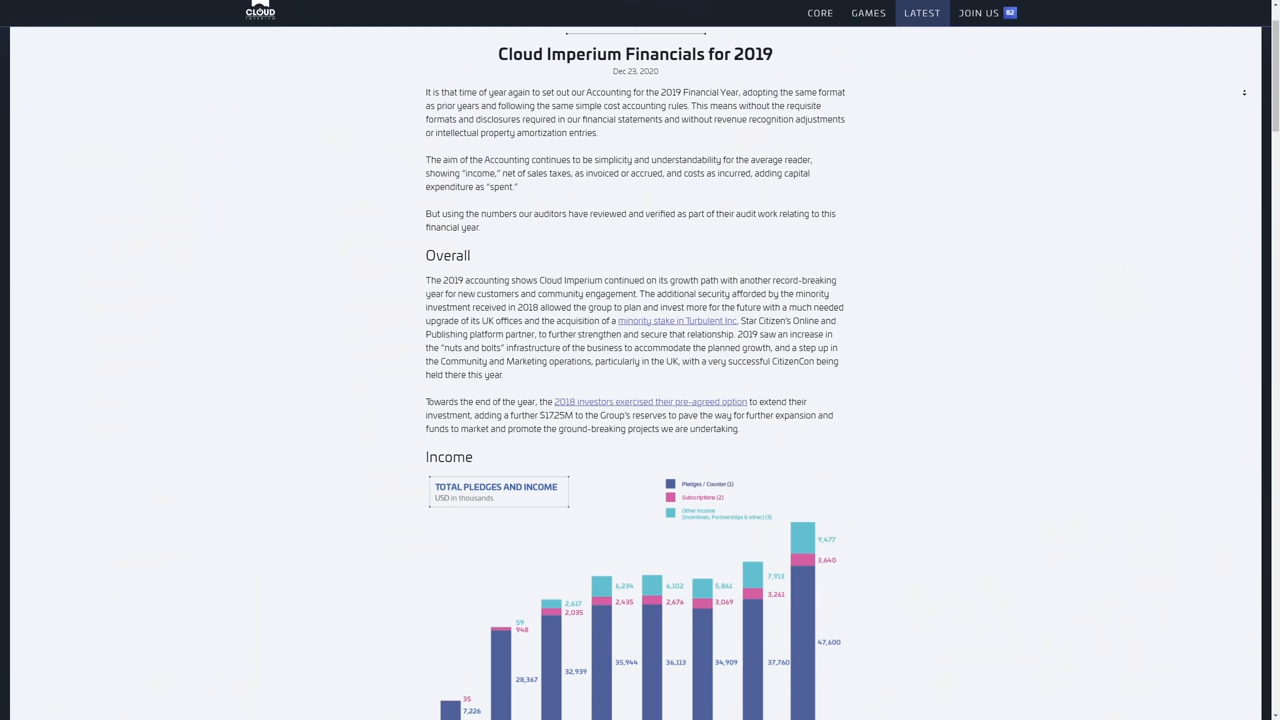 CLOUD
IMPERIUM
CORE GAMES LATEST JOIN US 82
Cloud Imperium Financials for 2019
Dec 23, 2020
It is that time of year again to set out our Accounting for the 2019 Financial Year, adopting the same format
as prior years and following the same simple cost accounting rules. This means without the requisite
formats and disclosures required in our financial statements and without revenue recognition adjustments
or intellectual property amortization entries.
The aim of the Accounting continues to be simplicity and understandability for the average reader,
showing “income,” net of sales taxes, as invoiced or accrued, and costs as incurred, adding capital
expenditure as “spent.”
But using the numbers our auditors have reviewed and verified as part of their audit work relating to this
financial year.
Overall
The 2019 accounting shows Cloud Imperium continued on its growth path with another record-breaking
year for new customers and community engagement. The additional security afforded by the minority
investment received in 2018 allowed the group to plan and invest more for the future with a much needed
upgrade of its UK offices and the acquisition of a minority stake in Turbulent Inc, Star Citizen's Online and
Publishing platform partner, to further strengthen and secure that relationship. 2019 saw an increase in
the “nuts and bolts” infrastructure of the business to accommodate the planned growth, and a step up in
the Community and Marketing operations, particularly in the UK, with a very successful CitizenCon being
held there this year.
Towards the end of the year, the 2018 investors exercised their pre-agreed option to extend their
investment, adding a further $17.25M to the Group's reserves to pave the way for further expansion and
funds to market and promote the ground-breaking projects we are undertaking.
Income
TOTAL PLEDGES AND INCOME
USD in thousands
Pledges / Counter (1)
Subscriptions (2)
Other Income
(Incentives, Partnerships & other) (3)
35
7,226
59
948
28,367
2,617
2,035
32,939
6,234
2,435
35,944
6,102
2,676
36,113
5,861
3,069
34,909
7,913
3,261
37,760
9,477
3,640
47,600